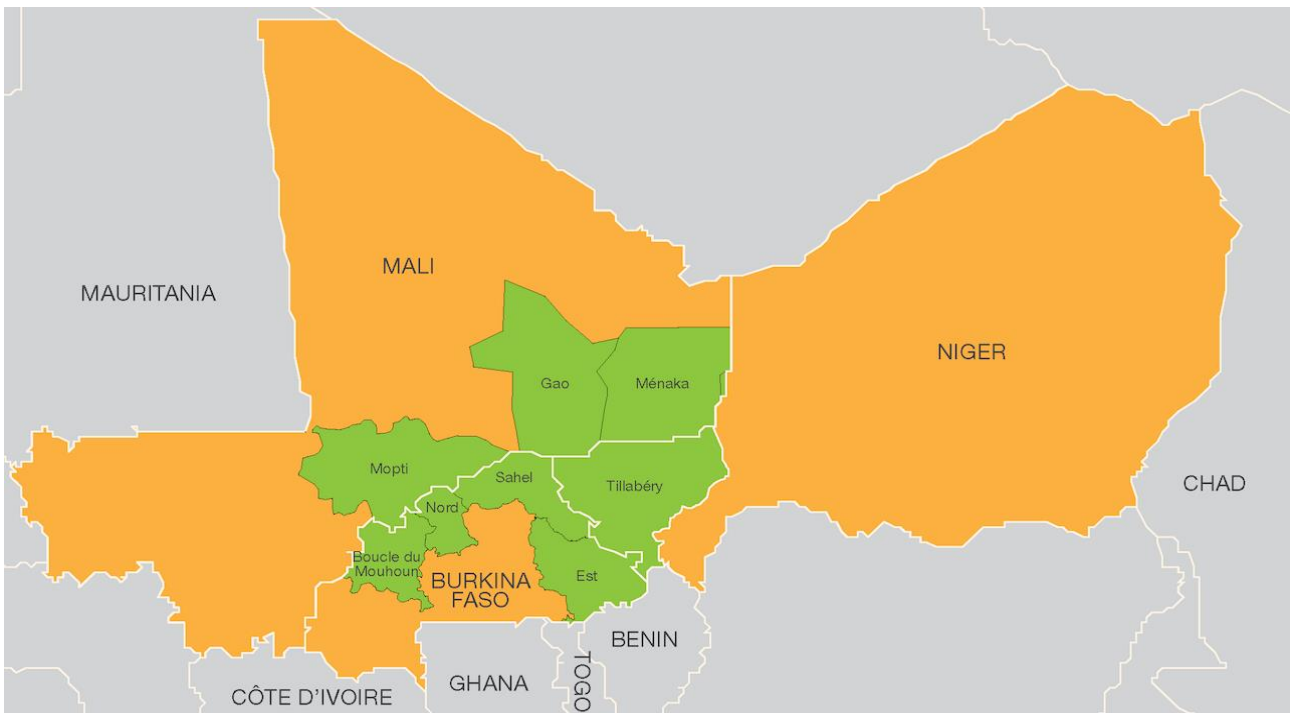 MALI
MAURITANIA
NIGER
Gao
Ménaka
Mopti
Sahel
Tillabéry
CHAD
Nord
Boucle du
Mouhoun
Est
BURKINA
FASO
BENIN
TOGO
GHANA
CÔTE D'IVOIRE